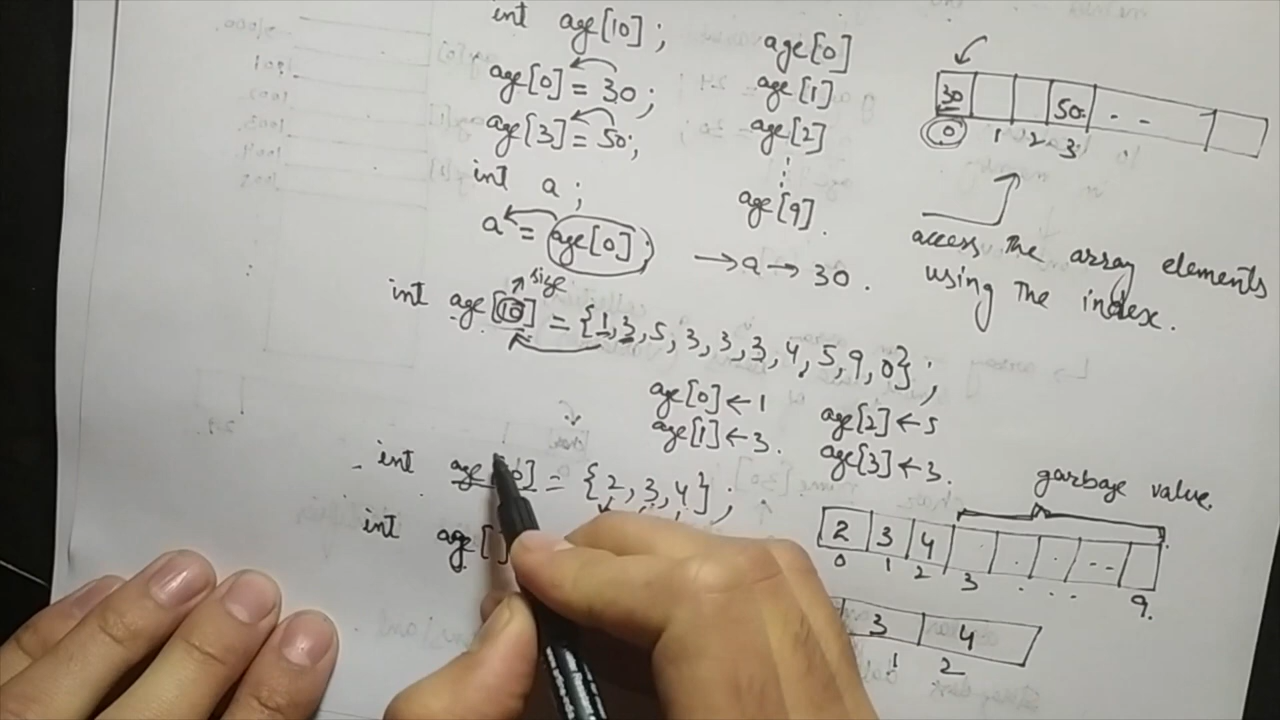 int age[10];
age[0] = 30;
age[3] = 50;
int a;
a = age[0];
→ a → 30.
age[0]
age[1]
age[2]
age[9].
30 50 . -
0 1 2 3
access the array elements
using the index.
size
int age[10] = {1,3,5,3,3,3,4,5,9,0};
age[0] ← 1
age[1] ← 3.
age[2] ← 5
age[3] ← 3.
int age[10] = {2,3,4};
garbage value.
2 3 4
0 1 2 3 ... 9.
int age[]
3 4
1 2